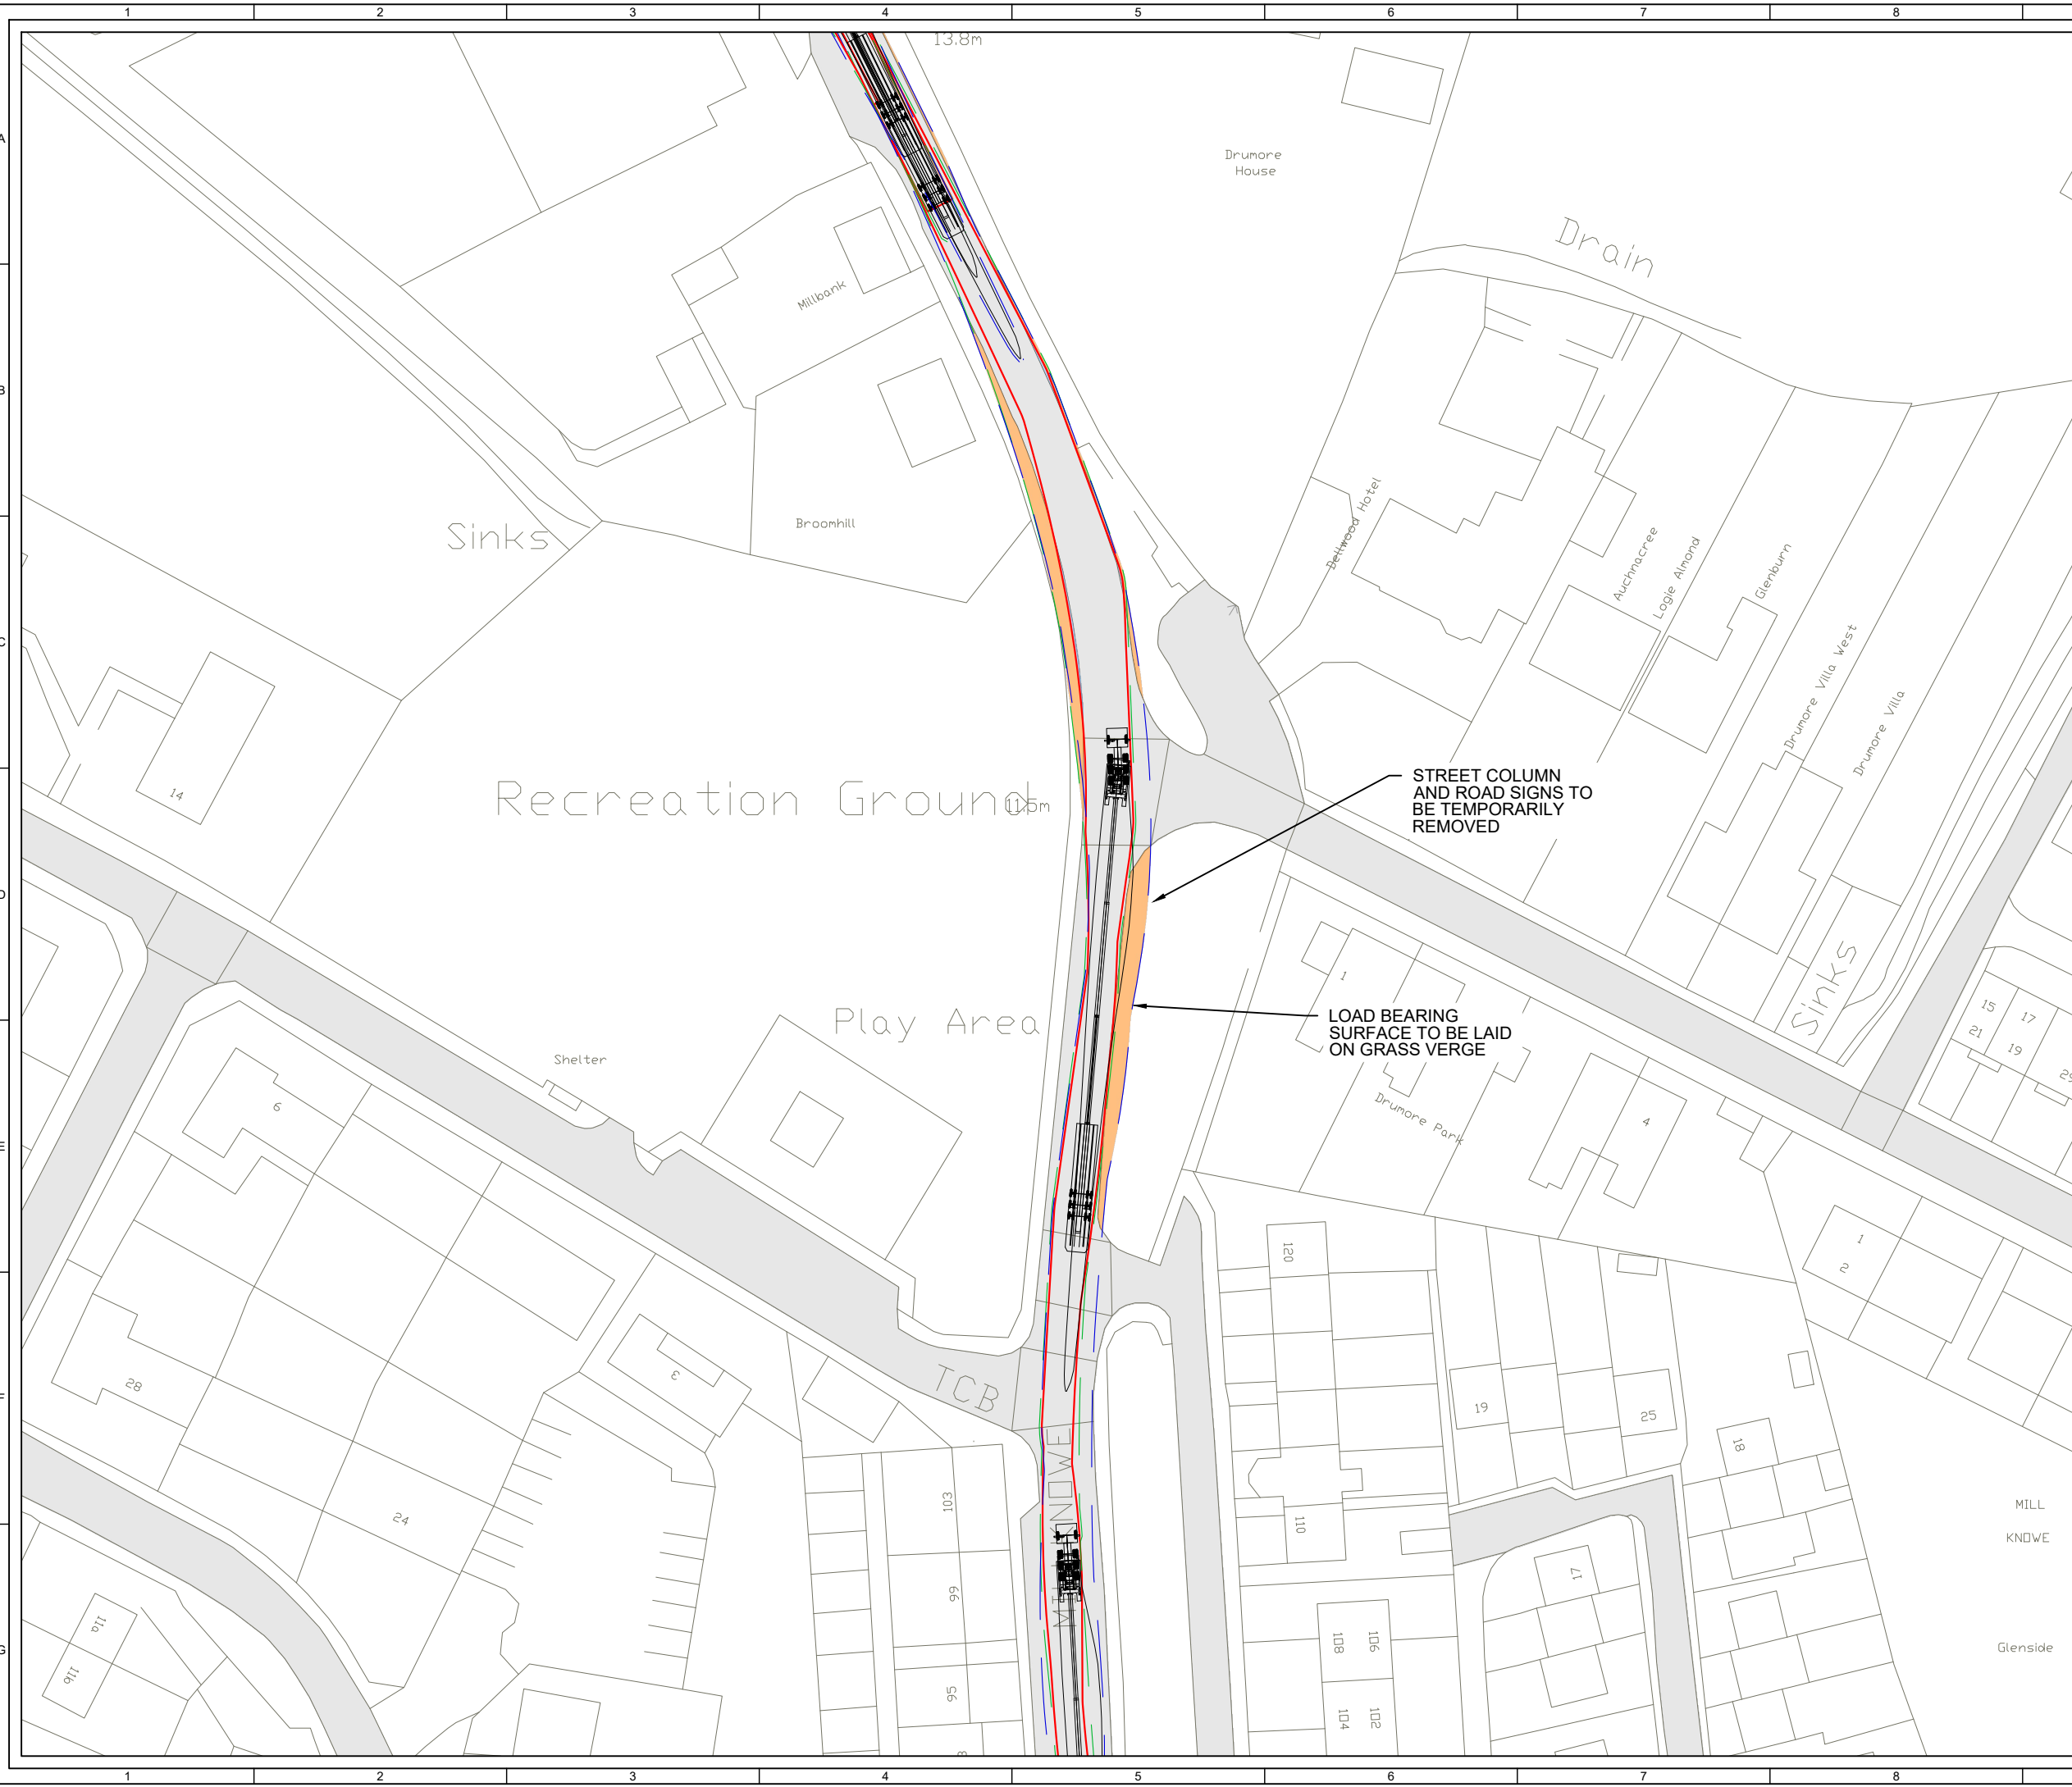 1 2 3 4 5 6 7 8
A
B
C
D
E
F
G
13.8m
Drumore
House
Drain
Millbank
Broomhill
Sinks
Dellwood Hotel
Auchnacree
Logie Almond
Glenburn
Drumore Villa West
Drumore Villa
14
Recreation Ground
11.5m
STREET COLUMN
AND ROAD SIGNS TO
BE TEMPORARILY
REMOVED
Sinks
1
15
17
21
19
Play Area
LOAD BEARING
SURFACE TO BE LAID
ON GRASS VERGE
Shelter
6
Drumore Park
4
120
1
2
28
3
TCB
19
25
18
24
103
MILL KNOWE
110
MILL
KNOWE
99
17
11a
11b
108
106
Glenside
95
104
102
1 2 3 4 5 6 7 8